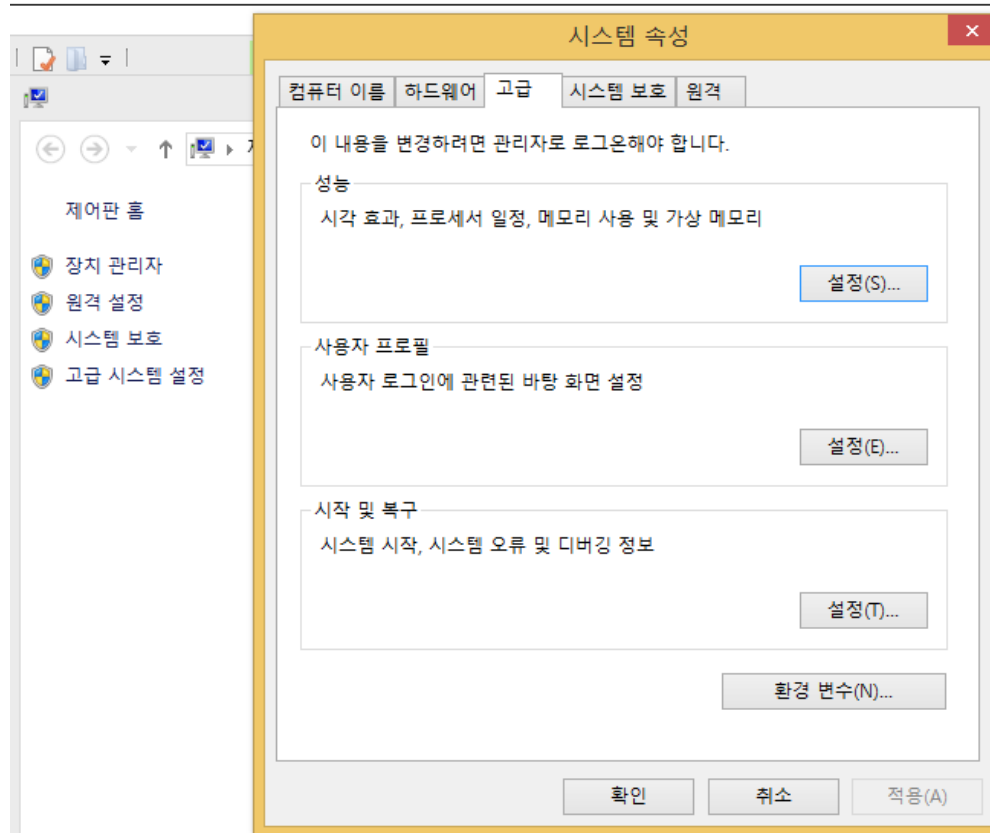 시스템 속성
컴퓨터 이름 하드웨어 고급 시스템 보호 원격
이 내용을 변경하려면 관리자로 로그온해야 합니다.
성능
시각 효과, 프로세서 일정, 메모리 사용 및 가상 메모리
설정(S)...
사용자 프로필
사용자 로그인에 관련된 바탕 화면 설정
설정(E)...
시작 및 복구
시스템 시작, 시스템 오류 및 디버깅 정보
설정(T)...
환경 변수(N)...
확인 취소 적용(A)
제어판 홈
장치 관리자
원격 설정
시스템 보호
고급 시스템 설정